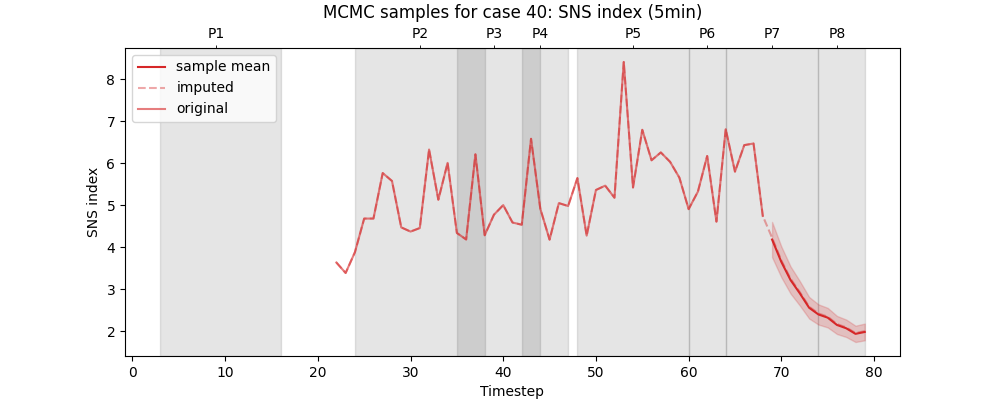 MCMC samples for case 40: SNS index (5min)
P1 P2 P3 P4 P5 P6 P7 P8
sample mean
imputed
original
SNS index
8
7
6
5
4
3
2
0 10 20 30 40 50 60 70 80
Timestep